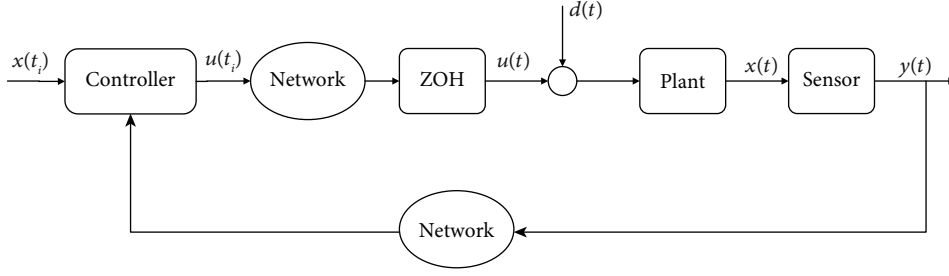 d(t)
x(t_i)
Controller
u(t_i)
Network
ZOH
u(t)
Plant
x(t)
Sensor
y(t)
Network